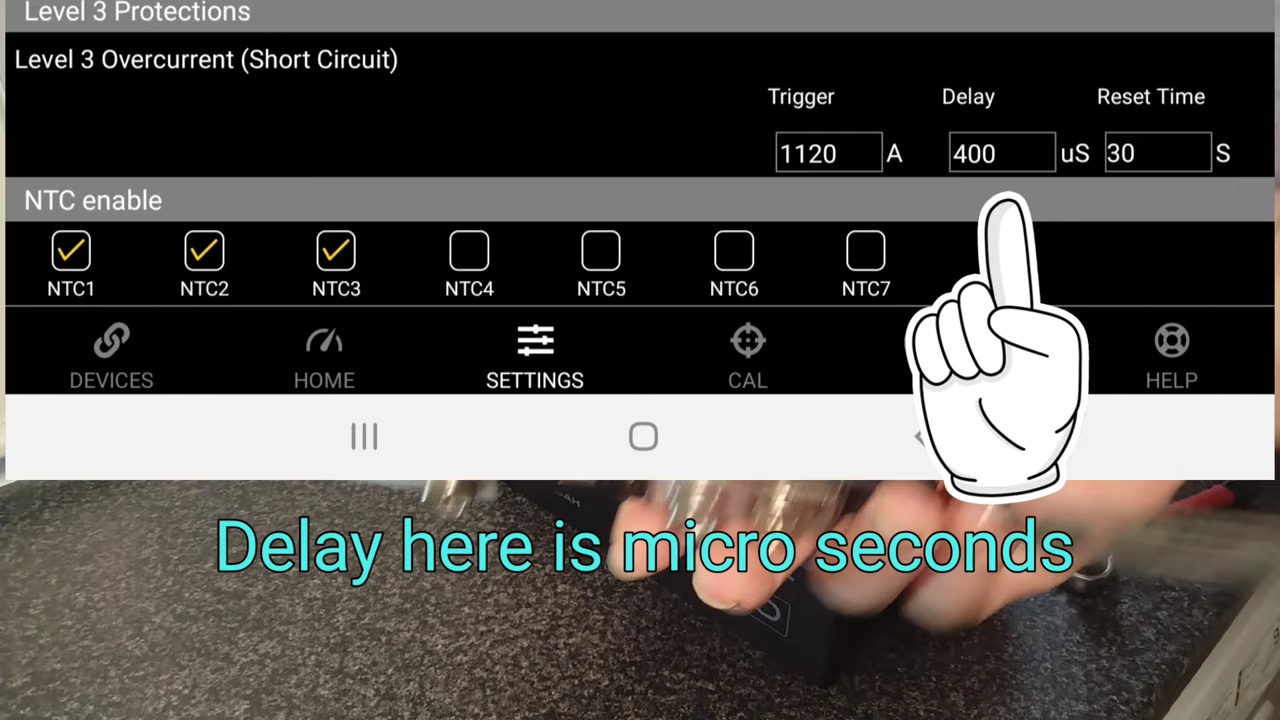 Level 3 Protections
Level 3 Overcurrent (Short Circuit)
Trigger Delay Reset Time
1120 A 400 uS 30 S
NTC enable
NTC1 NTC2 NTC3 NTC4 NTC5 NTC6 NTC7
DEVICES HOME SETTINGS CAL HELP
Delay here is micro seconds